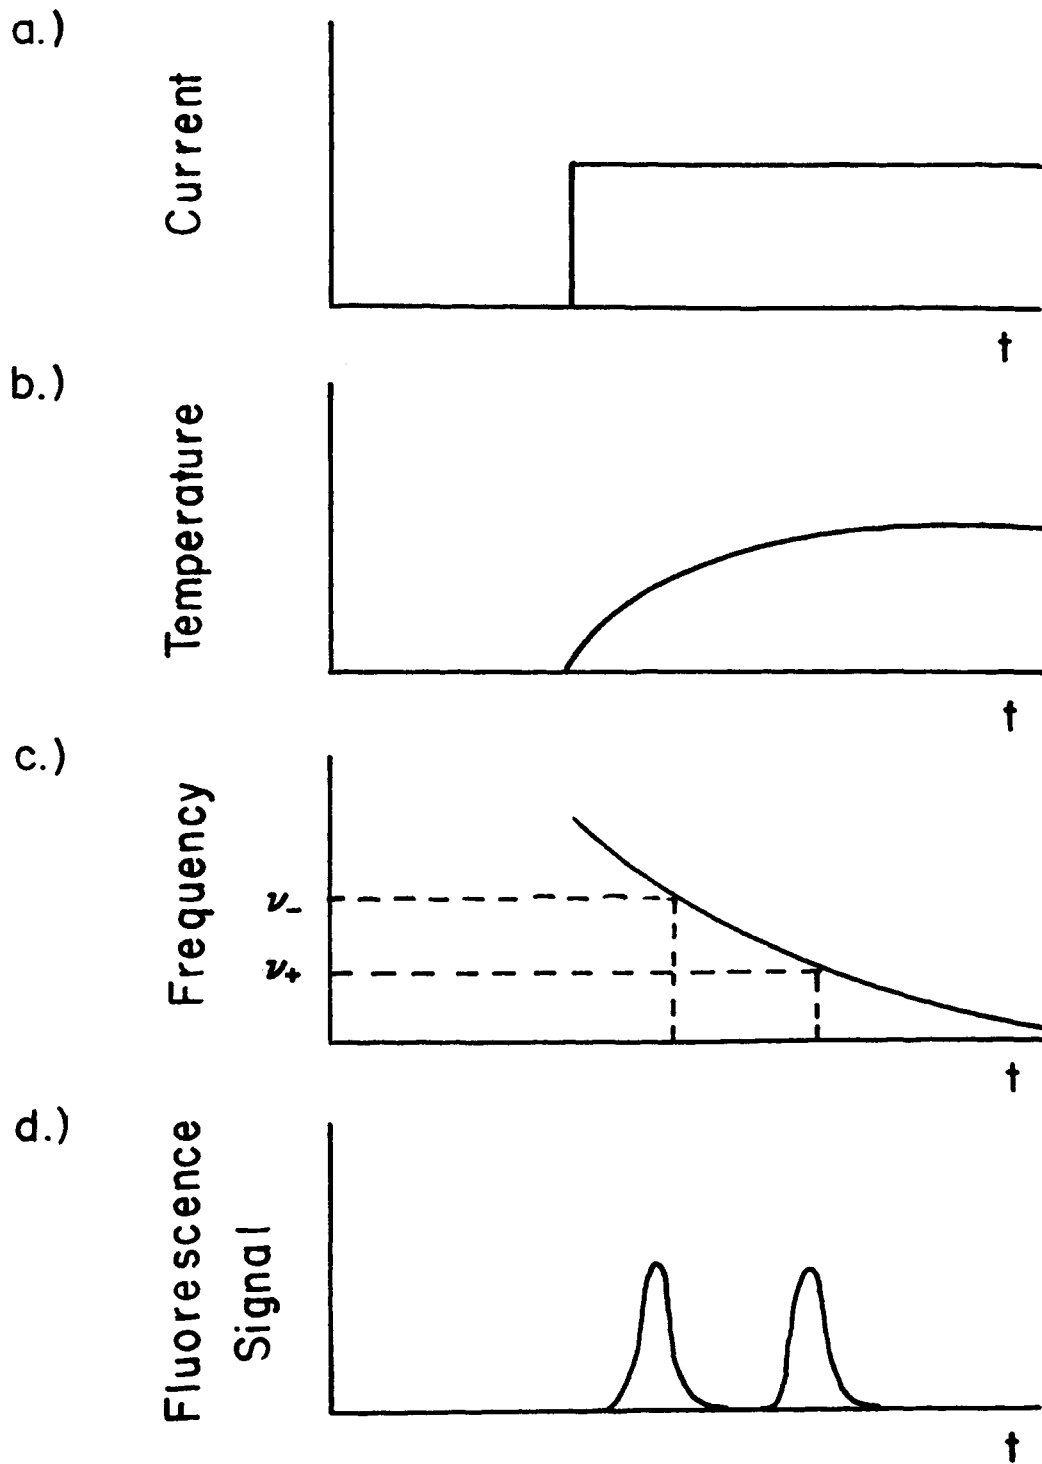 a.)
Current
t
b.)
Temperature
t
c.)
Frequency
ν₋
ν₊
t
d.)
Fluorescence
Signal
t